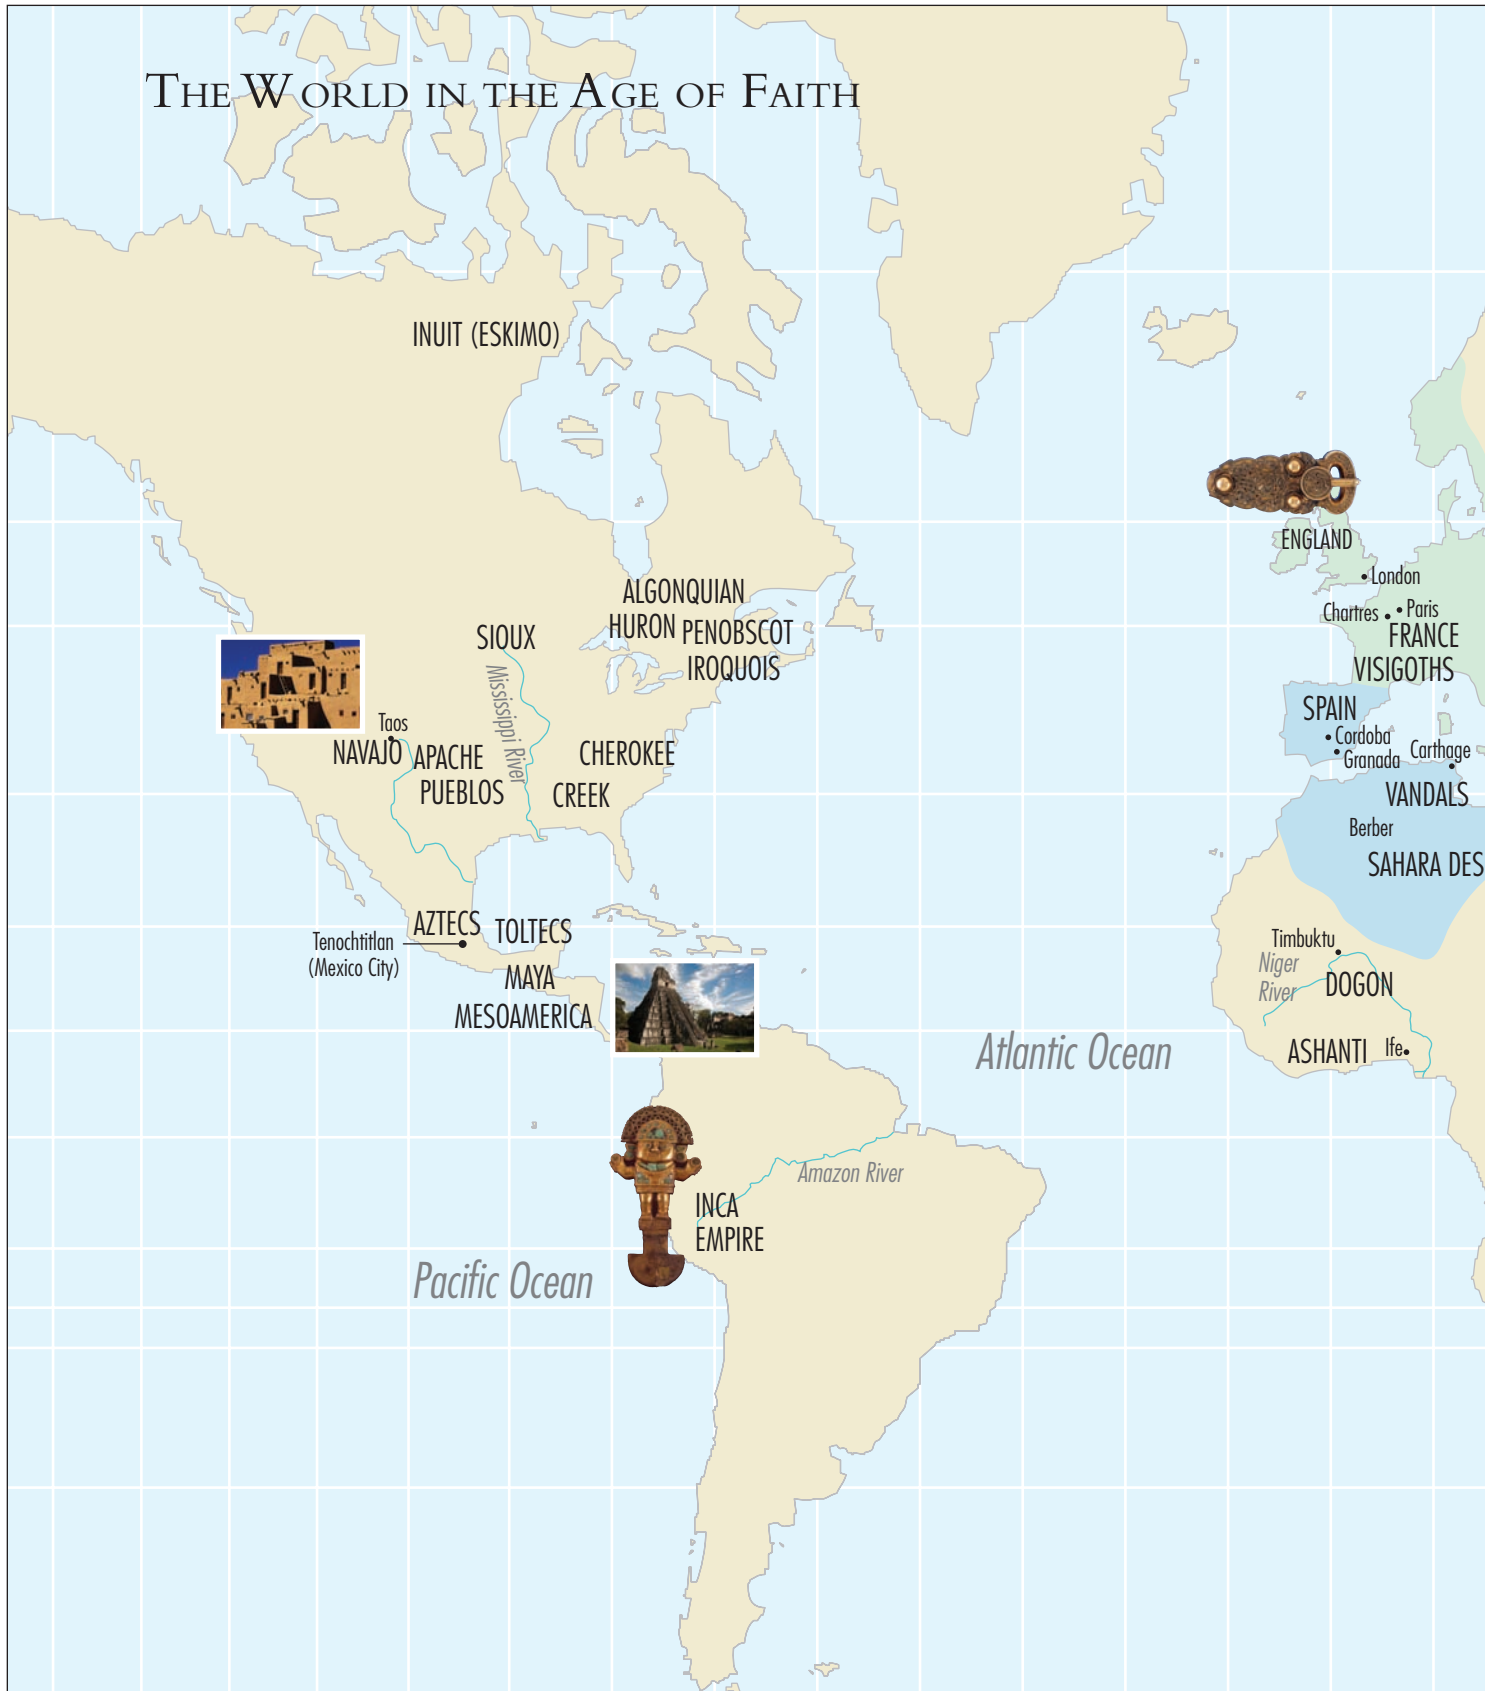 THE WORLD IN THE AGE OF FAITH
INUIT (ESKIMO)
ENGLAND
London
Chartres
Paris
FRANCE
VISIGOTHS
ALGONQUIAN
HURON
PENOBSCOT
IROQUOIS
SIOUX
Mississippi River
SPAIN
Cordoba
Granada
Carthage
Taos
NAVAJO
APACHE
PUEBLOS
CHEROKEE
CREEK
VANDALS
Berber
SAHARA DES
AZTECS
TOLTECS
Tenochtitlan
(Mexico City)
MAYA
MESOAMERICA
Timbuktu
Niger
River
DOGON
ASHANTI
Ife
Atlantic Ocean
Amazon River
INCA
EMPIRE
Pacific Ocean